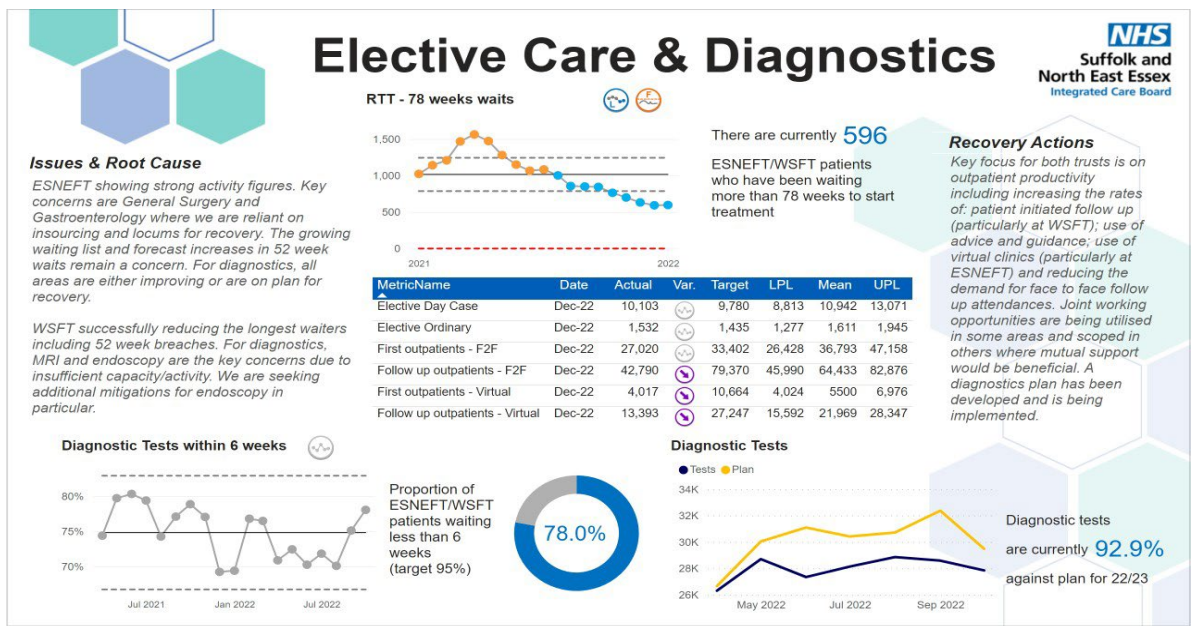 Elective Care & Diagnostics
NHS
Suffolk and
North East Essex
Integrated Care Board
Issues & Root Cause
ESNEFT showing strong activity figures. Key
concerns are General Surgery and
Gastroenterology where we are reliant on
insourcing and locums for recovery. The growing
waiting list and forecast increases in 52 week
waits remain a concern. For diagnostics, all
areas are either improving or are on plan for
recovery.
WSFT successfully reducing the longest waiters
including 52 week breaches. For diagnostics,
MRI and endoscopy are the key concerns due to
insufficient capacity/activity. We are seeking
additional mitigations for endoscopy in
particular.
RTT - 78 weeks waits
L
F
1,500
1,000
500
0
2021 2022
There are currently 596
ESNEFT/WSFT patients
who have been waiting
more than 78 weeks to start
treatment
MetricName Date Actual Var. Target LPL Mean UPL
Elective Day Case Dec-22 10,103 9,780 8,813 10,942 13,071
Elective Ordinary Dec-22 1,532 1,435 1,277 1,611 1,945
First outpatients - F2F Dec-22 27,020 33,402 26,428 36,793 47,158
Follow up outpatients - F2F Dec-22 42,790 79,370 45,990 64,433 82,876
First outpatients - Virtual Dec-22 4,017 10,664 4,024 5500 6,976
Follow up outpatients - Virtual Dec-22 13,393 27,247 15,592 21,969 28,347
Recovery Actions
Key focus for both trusts is on
outpatient productivity
including increasing the rates
of: patient initiated follow up
(particularly at WSFT); use of
advice and guidance; use of
virtual clinics (particularly at
ESNEFT) and reducing the
demand for face to face follow
up attendances. Joint working
opportunities are being utilised
in some areas and scoped in
others where mutual support
would be beneficial. A
diagnostics plan has been
developed and is being
implemented.
Diagnostic Tests within 6 weeks
80%
75%
70%
Jul 2021 Jan 2022 Jul 2022
Proportion of
ESNEFT/WSFT
patients waiting
less than 6
weeks
(target 95%)
78.0%
Diagnostic Tests
Tests Plan
34K
32K
30K
28K
26K
May 2022 Jul 2022 Sep 2022
Diagnostic tests
are currently 92.9%
against plan for 22/23